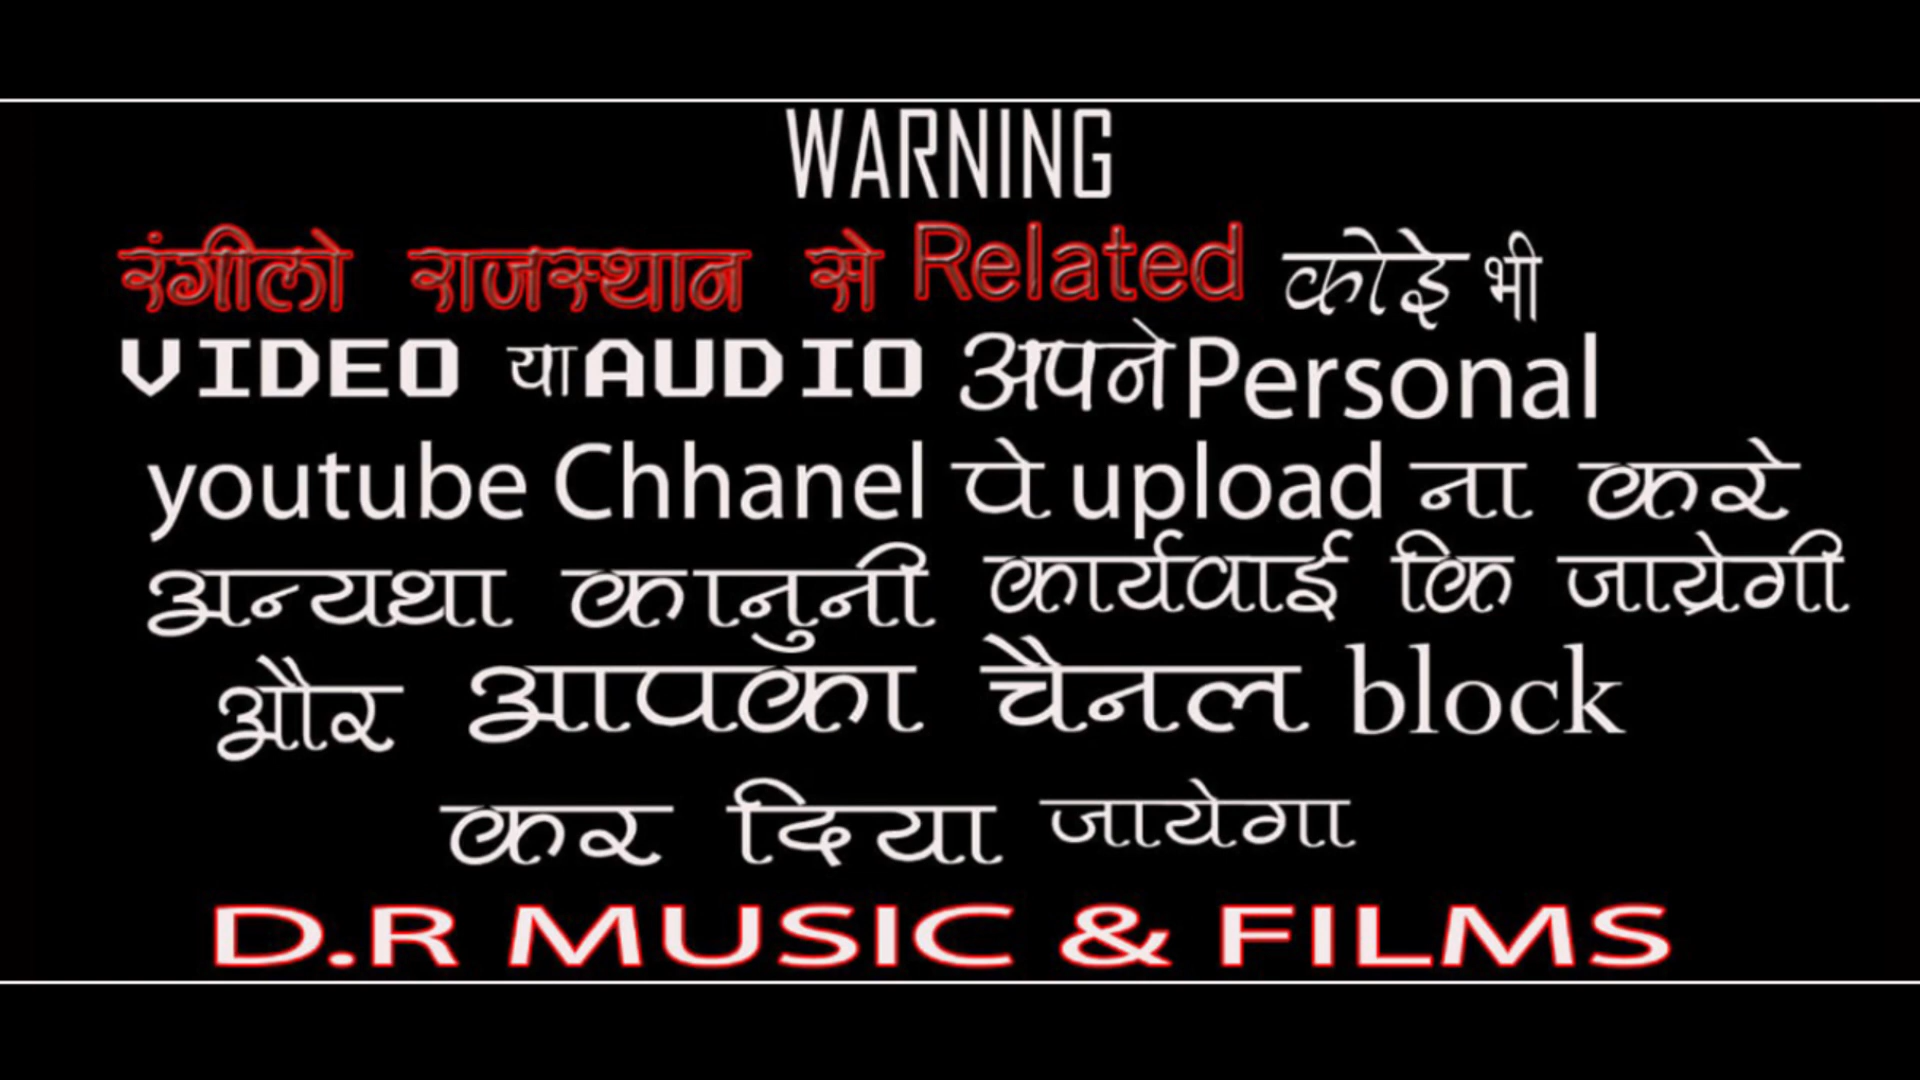 WARNING
रंगीलो राजस्थान से Related कोइे भी
VIDEO या AUDIO अपने Personal
youtube Chhanel पे upload ना करे
अन्यथा कानुनी कार्यवाई कि जाय्रेगी
और आपका चैनल block
कर दिया जायेगा
D.R MUSIC & FILMS